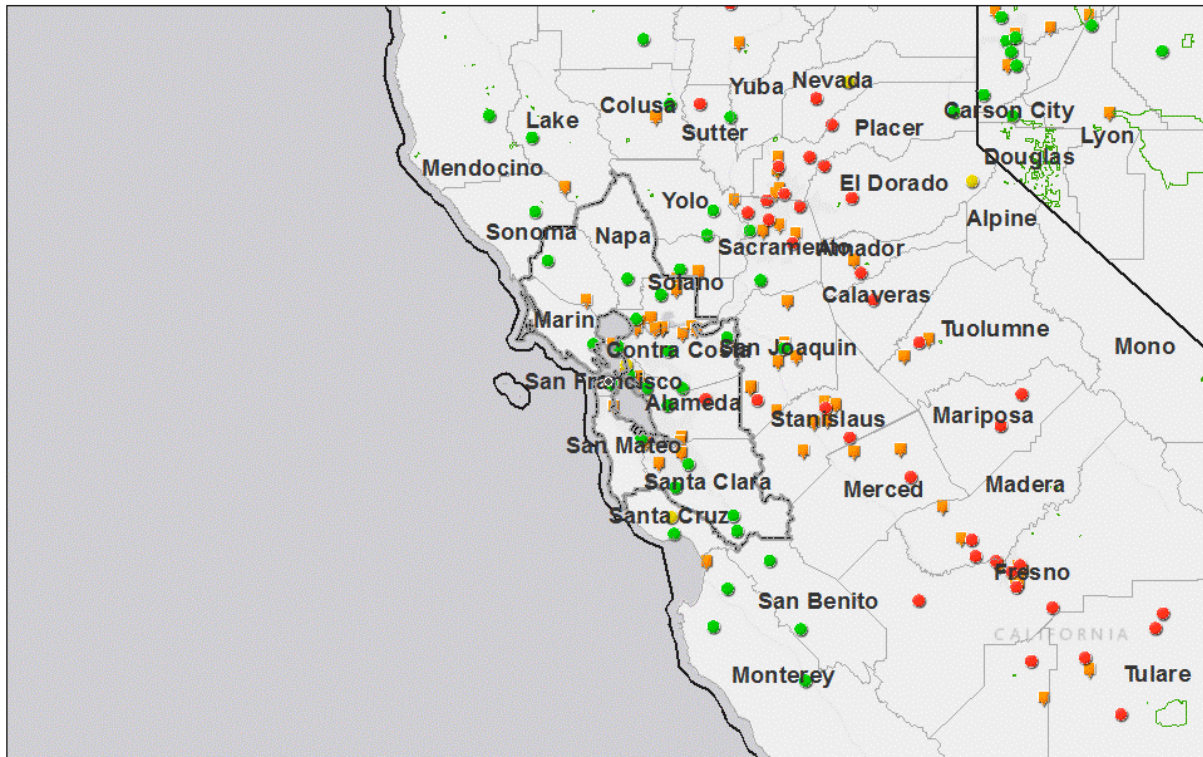 Nevada
Yuba
Colusa
Carson City
Lake
Sutter
Placer
Lyon
Douglas
Mendocino
El Dorado
Yolo
Alpine
Sonoma
Napa
Sacramento
Amador
Solano
Calaveras
Marin
Tuolumne
Contra Costa
San Joaquin
Mono
San Francisco
Alameda
Stanislaus
Mariposa
San Mateo
Santa Clara
Merced
Madera
Santa Cruz
Fresno
San Benito
CALIFORNIA
Monterey
Tulare